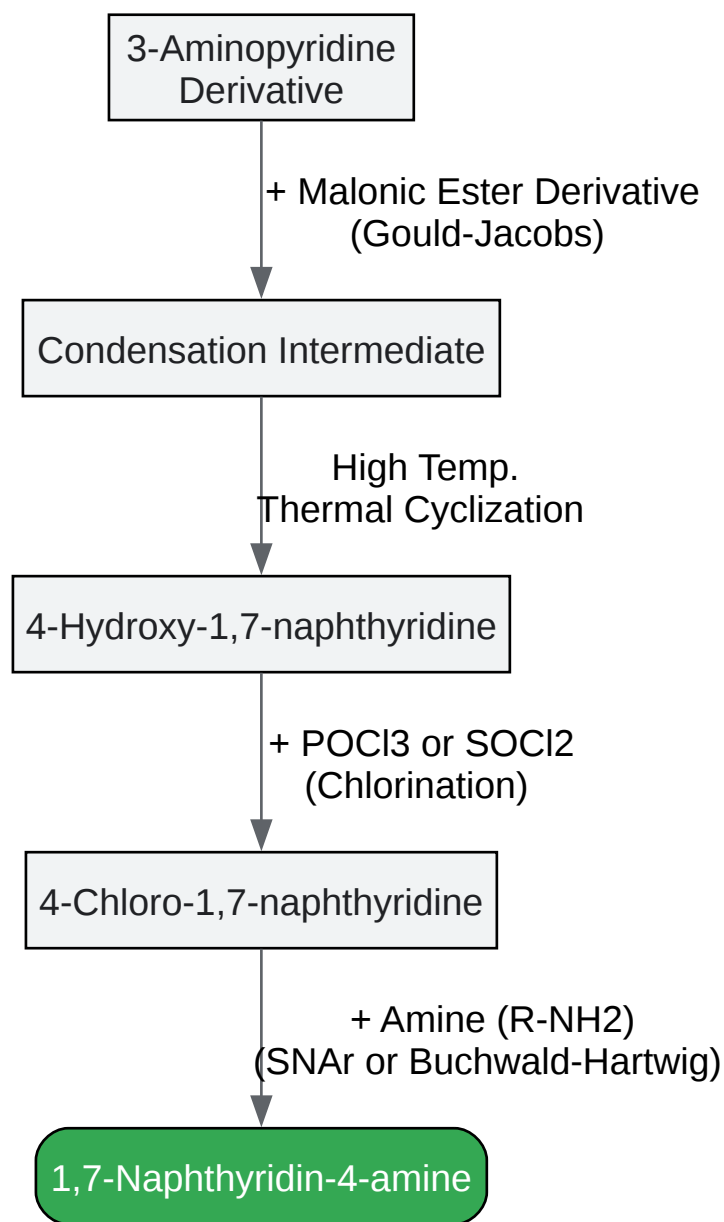 3-Aminopyridine
Derivative
+ Malonic Ester Derivative
(Gould-Jacobs)
Condensation Intermediate
High Temp.
Thermal Cyclization
4-Hydroxy-1,7-naphthyridine
+ POCl3 or SOCl2
(Chlorination)
4-Chloro-1,7-naphthyridine
+ Amine (R-NH2)
(SNAr or Buchwald-Hartwig)
1,7-Naphthyridin-4-amine